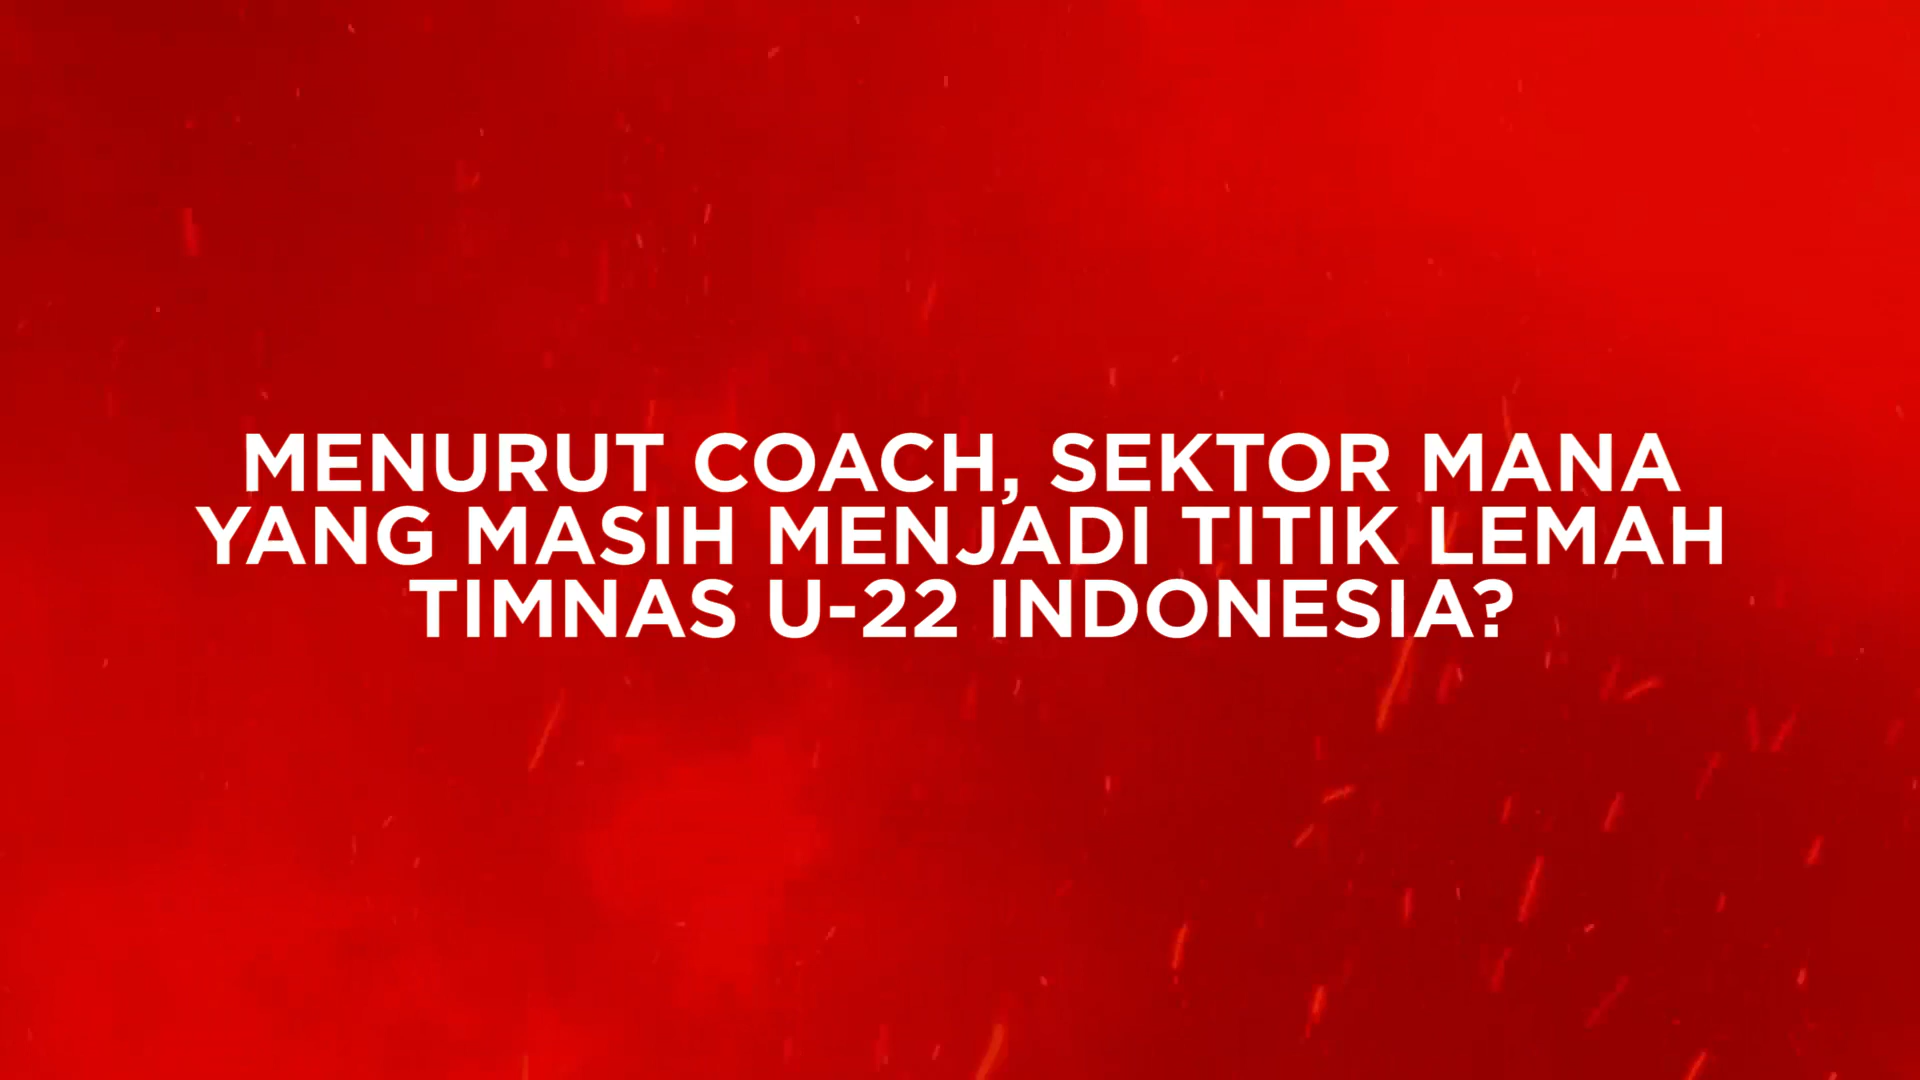 MENURUT COACH, SEKTOR MANA
YANG MASIH MENJADI TITIK LEMAH
TIMNAS U-22 INDONESIA?